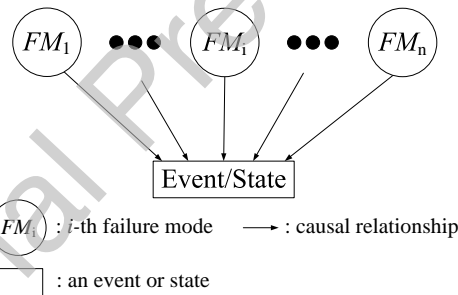 FM1 ●●● FMi ●●● FMn
Event/State
FMi : i-th failure mode → : causal relationship
: an event or state